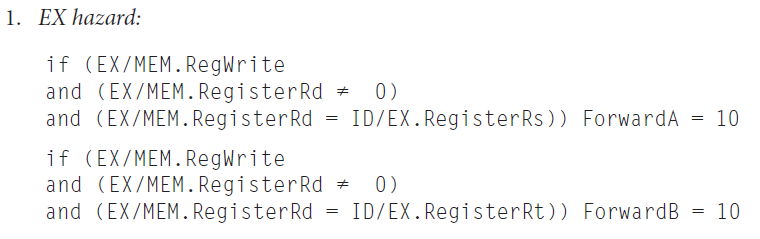 1. EX hazard:
if (EX/MEM.RegWrite
and (EX/MEM.RegisterRd ≠ 0)
and (EX/MEM.RegisterRd = ID/EX.RegisterRs)) ForwardA = 10
if (EX/MEM.RegWrite
and (EX/MEM.RegisterRd ≠ 0)
and (EX/MEM.RegisterRd = ID/EX.RegisterRt)) ForwardB = 10